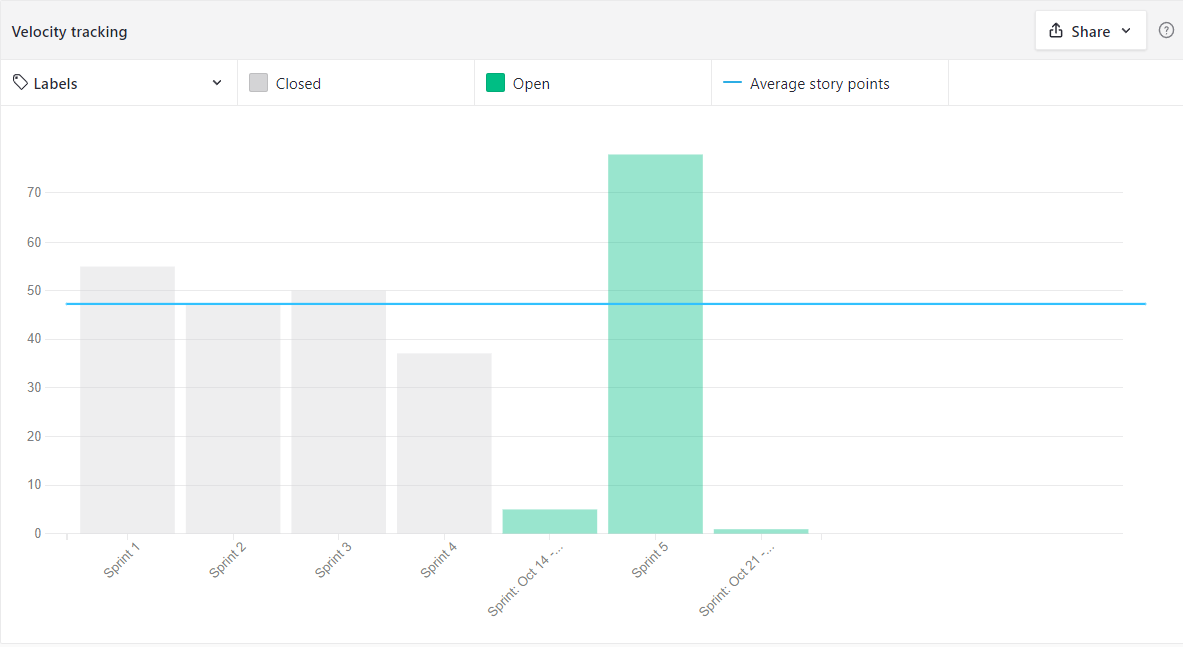 Velocity tracking
Share
Labels
Closed
Open
Average story points
70
60
50
40
30
20
10
0
Sprint 1
Sprint 2
Sprint 3
Sprint 4
Sprint: Oct 14 -...
Sprint 5
Sprint: Oct 21 -...